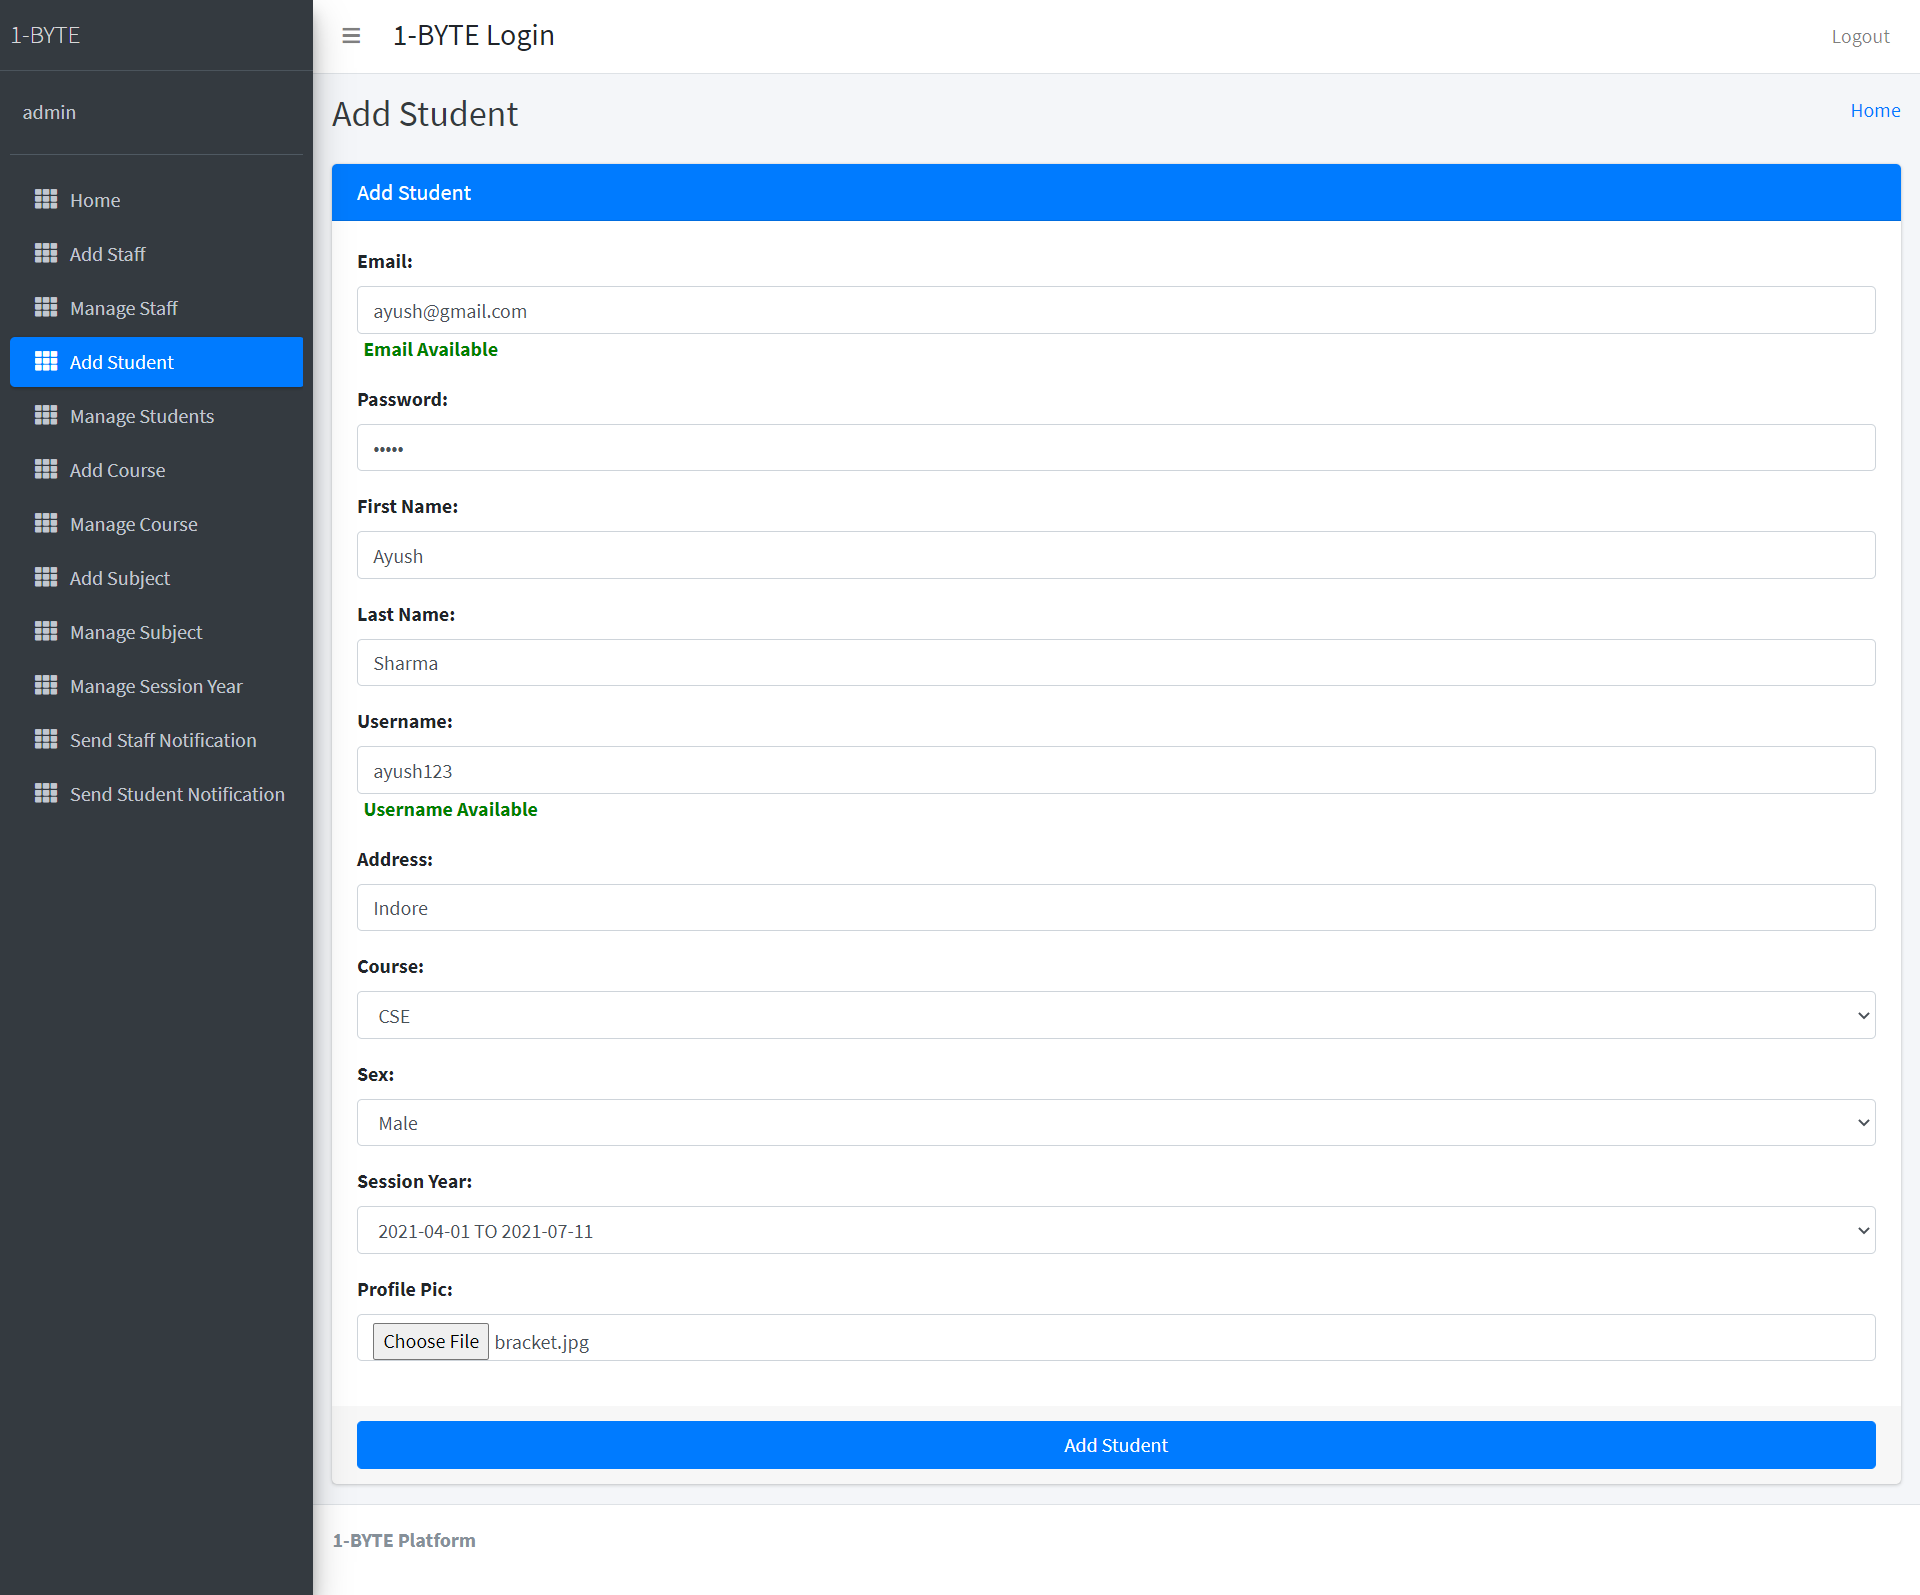 1-BYTE
admin
Home
Add Staff
Manage Staff
Add Student
Manage Students
Add Course
Manage Course
Add Subject
Manage Subject
Manage Session Year
Send Staff Notification
Send Student Notification
1-BYTE Login
Logout
Add Student
Home
Add Student
Email:
ayush@gmail.com
Email Available
Password:
•••••
First Name:
Ayush
Last Name:
Sharma
Username:
ayush123
Username Available
Address:
Indore
Course:
CSE
Sex:
Male
Session Year:
2021-04-01 TO 2021-07-11
Profile Pic:
Choose File bracket.jpg
Add Student
1-BYTE Platform